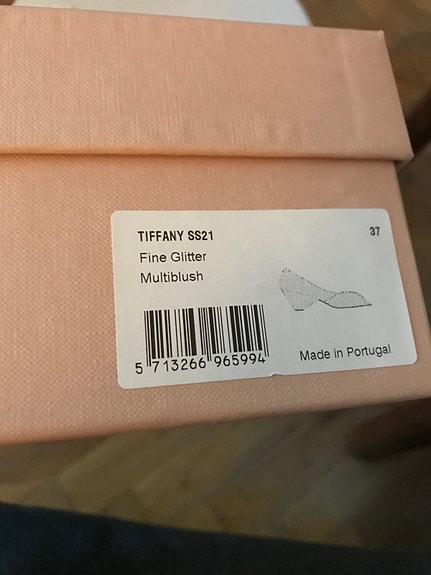 TIFFANY SS21 37
Fine Glitter
Multiblush
5 713266 965994
Made in Portugal